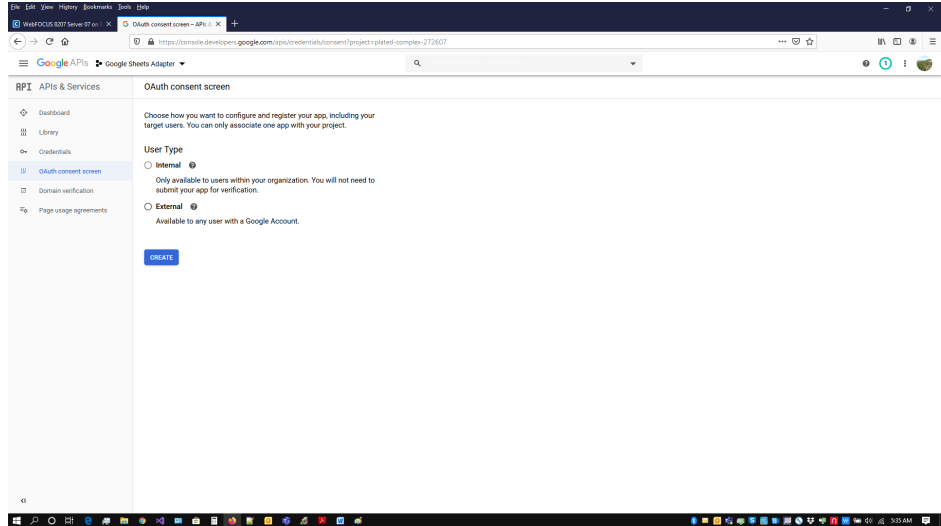 File Edit View History Bookmarks Tools Help
WebFOCUS 8207 Server 07 on
OAuth consent screen – APIs &
https://console.developers.google.com/apis/credentials/consent?project=plated-complex-272607
Google APIs
Google Sheets Adapter
1
API APIs & Services
OAuth consent screen
Dashboard
Library
Credentials
OAuth consent screen
Domain verification
Page usage agreements
Choose how you want to configure and register your app, including your
target users. You can only associate one app with your project.
User Type
Internal
Only available to users within your organization. You will not need to
submit your app for verification.
External
Available to any user with a Google Account.
CREATE
5:35 AM